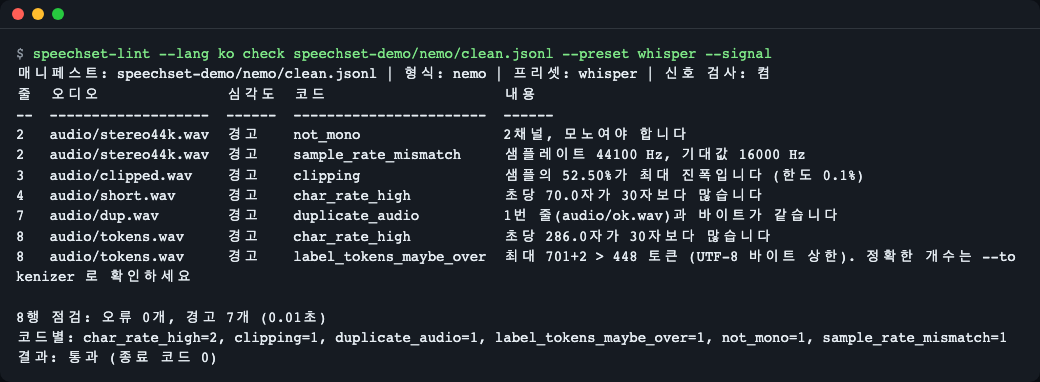 $ speechset-lint --lang ko check speechset-demo/nemo/clean.jsonl --preset whisper --signal
매니페스트: speechset-demo/nemo/clean.jsonl | 형식: nemo | 프리셋: whisper | 신호 검사: 켬
줄  오디오               심각도  코드                     내용
--  -------------------  ------  -----------------------  ------
2   audio/stereo44k.wav  경고    not_mono                 2채널, 모노여야 합니다
2   audio/stereo44k.wav  경고    sample_rate_mismatch     샘플레이트 44100 Hz, 기대값 16000 Hz
3   audio/clipped.wav    경고    clipping                 샘플의 52.50%가 최대 진폭입니다 (한도 0.1%)
4   audio/short.wav      경고    char_rate_high           초당 70.0자가 30자보다 많습니다
7   audio/dup.wav        경고    duplicate_audio          1번 줄(audio/ok.wav)과 바이트가 같습니다
8   audio/tokens.wav     경고    char_rate_high           초당 286.0자가 30자보다 많습니다
8   audio/tokens.wav     경고    label_tokens_maybe_over  최대 701+2 > 448 토큰 (UTF-8 바이트 상한). 정확한 개수는 --to
kenizer 로 확인하세요
8행 점검: 오류 0개, 경고 7개 (0.01초)
코드별: char_rate_high=2, clipping=1, duplicate_audio=1, label_tokens_maybe_over=1, not_mono=1, sample_rate_mismatch=1
결과: 통과 (종료 코드 0)